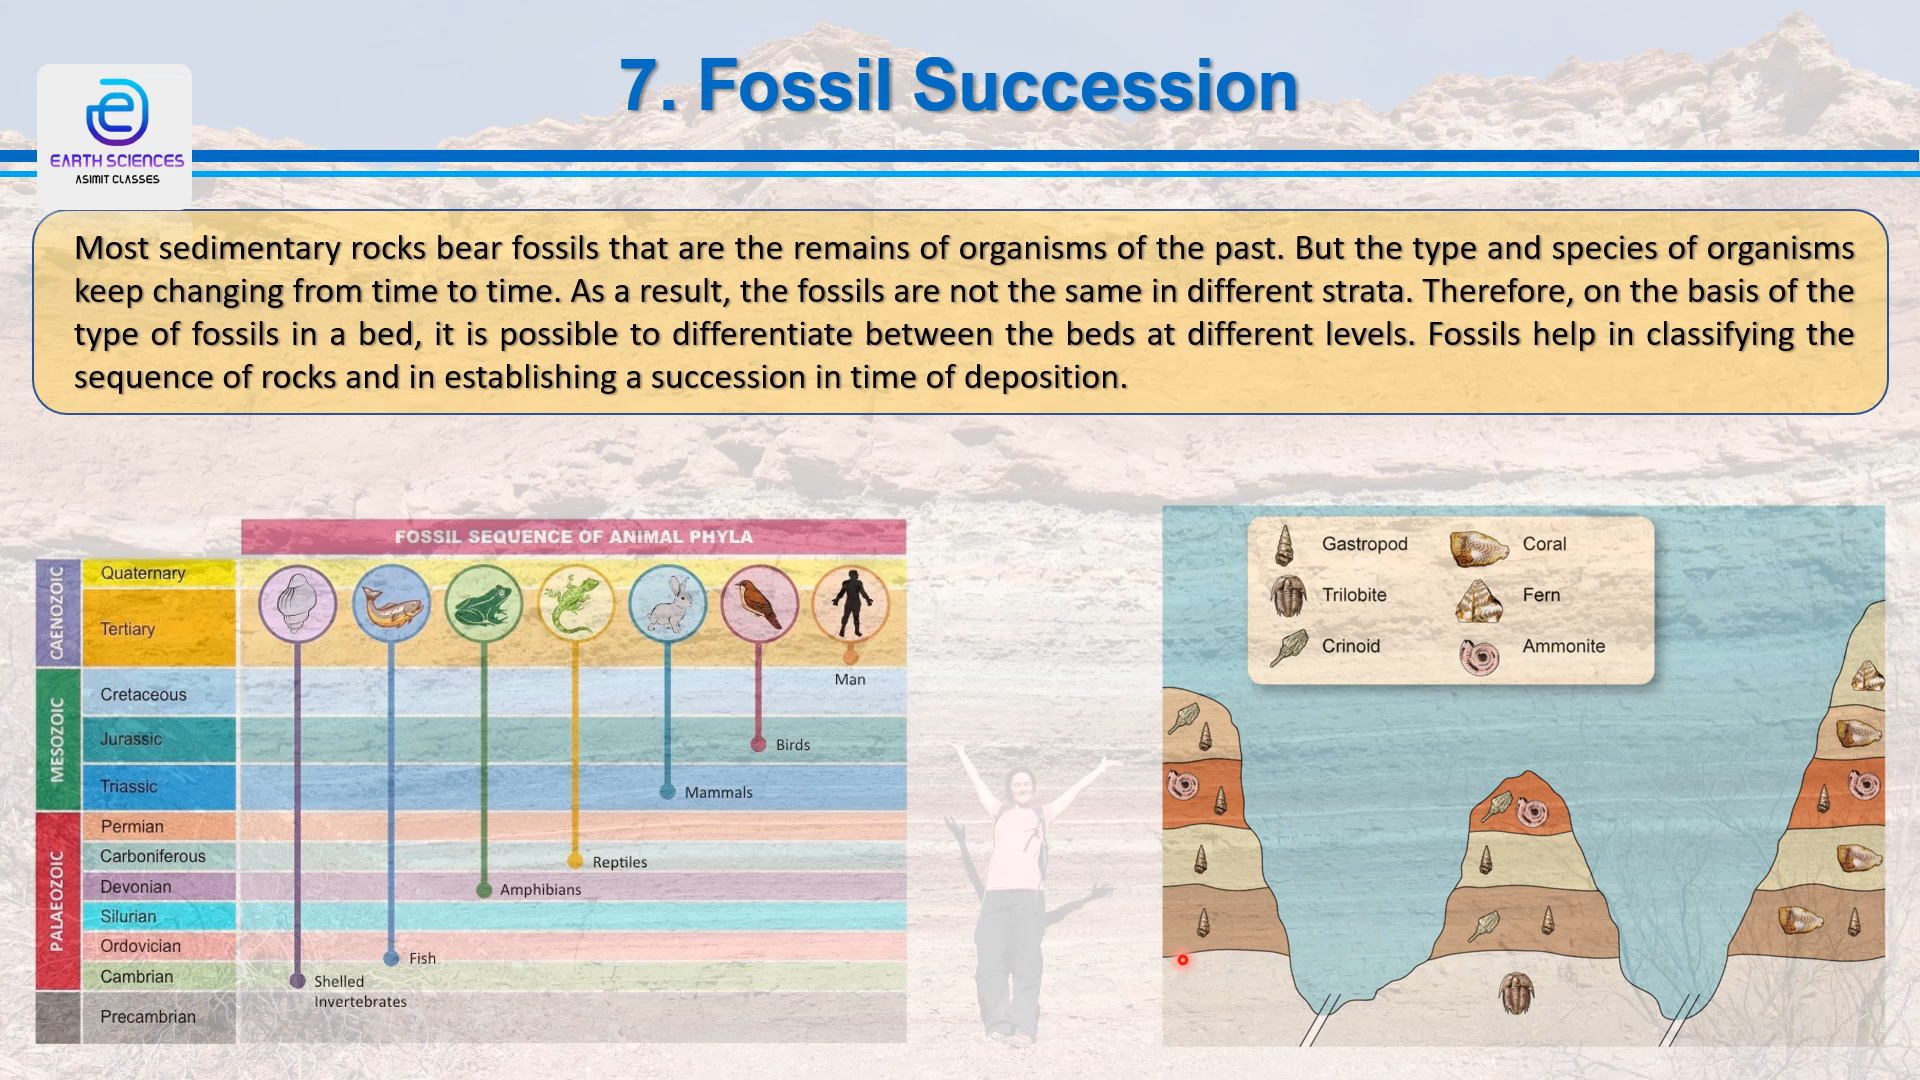 7. Fossil Succession
EARTH SCIENCES
ASIMIT CLASSES
Most sedimentary rocks bear fossils that are the remains of organisms of the past. But the type and species of organisms
keep changing from time to time. As a result, the fossils are not the same in different strata. Therefore, on the basis of the
type of fossils in a bed, it is possible to differentiate between the beds at different levels. Fossils help in classifying the
sequence of rocks and in establishing a succession in time of deposition.
FOSSIL SEQUENCE OF ANIMAL PHYLA
CAENOZOIC
Quaternary
Tertiary
Man
MESOZOIC
Cretaceous
Jurassic
Birds
Triassic
Mammals
PALAEOZOIC
Permian
Carboniferous
Reptiles
Devonian
Amphibians
Silurian
Ordovician
Fish
Cambrian
Shelled
Invertebrates
Precambrian
Gastropod
Coral
Trilobite
Fern
Crinoid
Ammonite